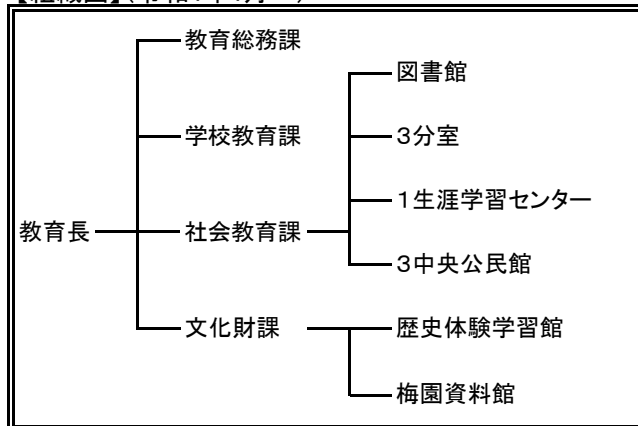 教育総務課
図書館
学校教育課
3分室
1生涯学習センター
教育長
社会教育課
3中央公民館
文化財課
歴史体験学習館
梅園資料館